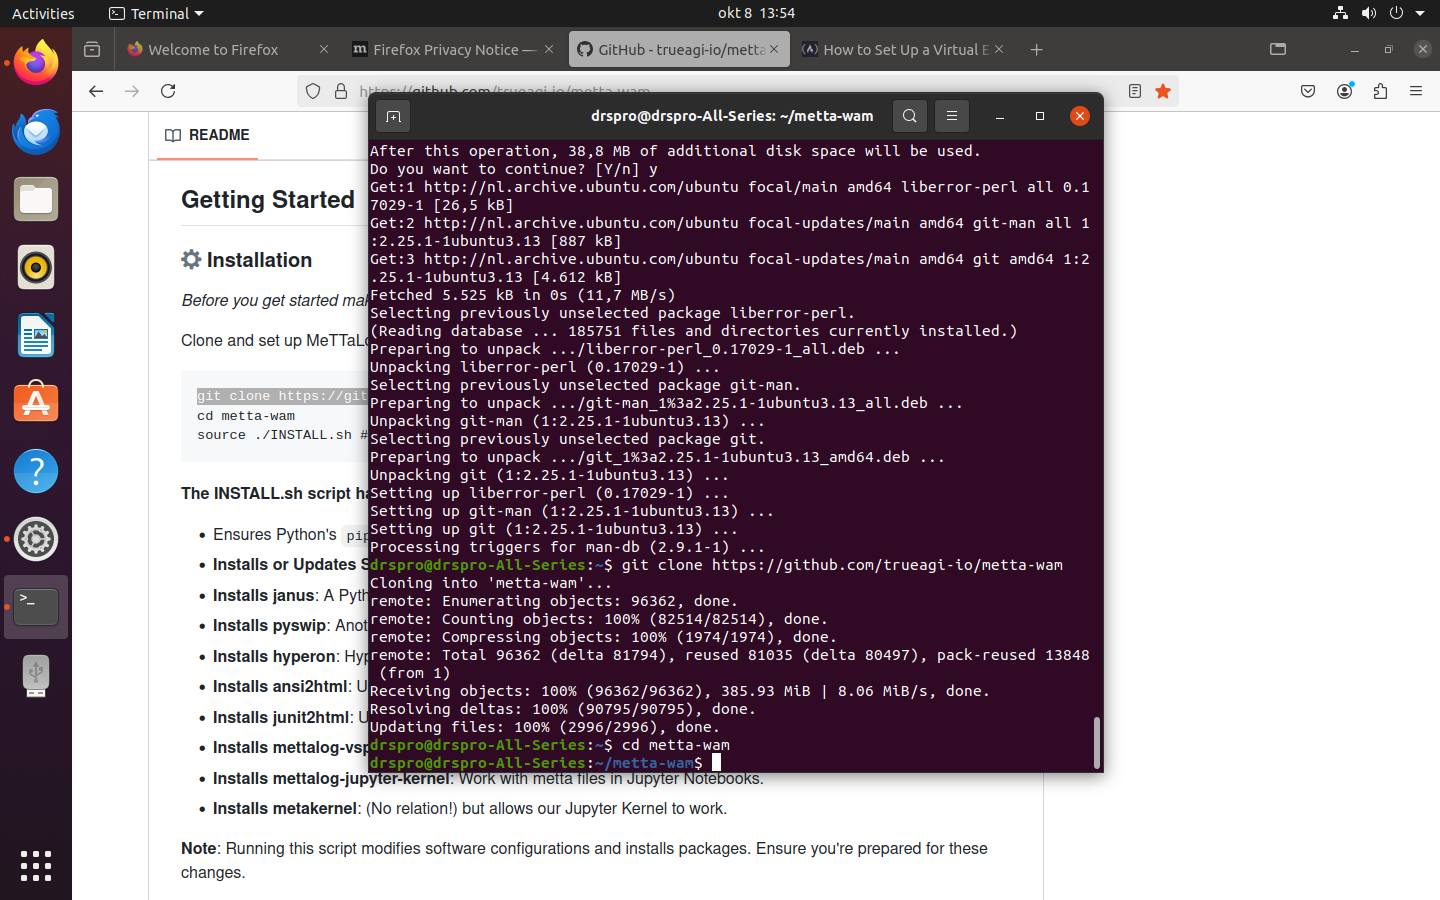 Activities
Terminal
okt 8 13:54
Welcome to Firefox
Firefox Privacy Notice —
GitHub - trueagi-io/metta
How to Set Up a Virtual E
https://github.com/trueagi-io/metta-wam
README
Getting Started
Installation
Before you get started mak
Clone and set up MeTTaLo
git clone https://git
cd metta-wam
source ./INSTALL.sh #
The INSTALL.sh script ha
Ensures Python's pip
Installs or Updates S
Installs janus: A Pyth
Installs pyswip: Anot
Installs hyperon: Hyp
Installs ansi2html: U
Installs junit2html: U
Installs mettalog-vsp
Installs mettalog-jupyter-kernel: Work with metta files in Jupyter Notebooks.
Installs metakernel: (No relation!) but allows our Jupyter Kernel to work.
Note: Running this script modifies software configurations and installs packages. Ensure you're prepared for these
changes.
drspro@drspro-All-Series: ~/metta-wam
After this operation, 38,8 MB of additional disk space will be used.
Do you want to continue? [Y/n] y
Get:1 http://nl.archive.ubuntu.com/ubuntu focal/main amd64 liberror-perl all 0.1
7029-1 [26,5 kB]
Get:2 http://nl.archive.ubuntu.com/ubuntu focal-updates/main amd64 git-man all 1
:2.25.1-1ubuntu3.13 [887 kB]
Get:3 http://nl.archive.ubuntu.com/ubuntu focal-updates/main amd64 git amd64 1:2
.25.1-1ubuntu3.13 [4.612 kB]
Fetched 5.525 kB in 0s (11,7 MB/s)
Selecting previously unselected package liberror-perl.
(Reading database ... 185751 files and directories currently installed.)
Preparing to unpack .../liberror-perl_0.17029-1_all.deb ...
Unpacking liberror-perl (0.17029-1) ...
Selecting previously unselected package git-man.
Preparing to unpack .../git-man_1%3a2.25.1-1ubuntu3.13_all.deb ...
Unpacking git-man (1:2.25.1-1ubuntu3.13) ...
Selecting previously unselected package git.
Preparing to unpack .../git_1%3a2.25.1-1ubuntu3.13_amd64.deb ...
Unpacking git (1:2.25.1-1ubuntu3.13) ...
Setting up liberror-perl (0.17029-1) ...
Setting up git-man (1:2.25.1-1ubuntu3.13) ...
Setting up git (1:2.25.1-1ubuntu3.13) ...
Processing triggers for man-db (2.9.1-1) ...
drspro@drspro-All-Series:~$ git clone https://github.com/trueagi-io/metta-wam
Cloning into 'metta-wam'...
remote: Enumerating objects: 96362, done.
remote: Counting objects: 100% (82514/82514), done.
remote: Compressing objects: 100% (1974/1974), done.
remote: Total 96362 (delta 81794), reused 81035 (delta 80497), pack-reused 13848
 (from 1)
Receiving objects: 100% (96362/96362), 385.93 MiB | 8.06 MiB/s, done.
Resolving deltas: 100% (90795/90795), done.
Updating files: 100% (2996/2996), done.
drspro@drspro-All-Series:~$ cd metta-wam
drspro@drspro-All-Series:~/metta-wam$